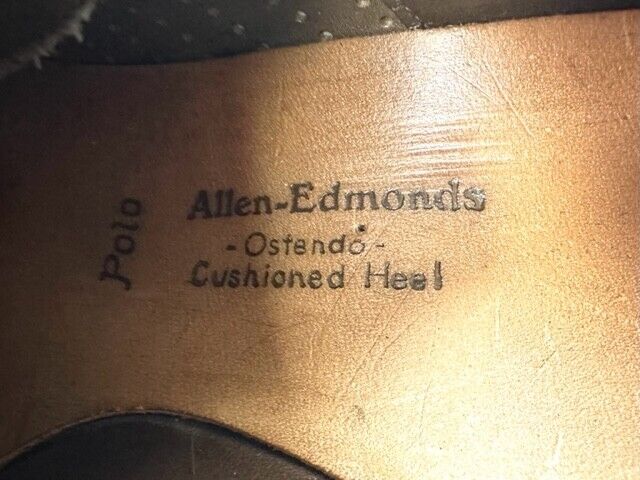 Polo
Allen-Edmonds
- Ostendo -
Cushioned Heel